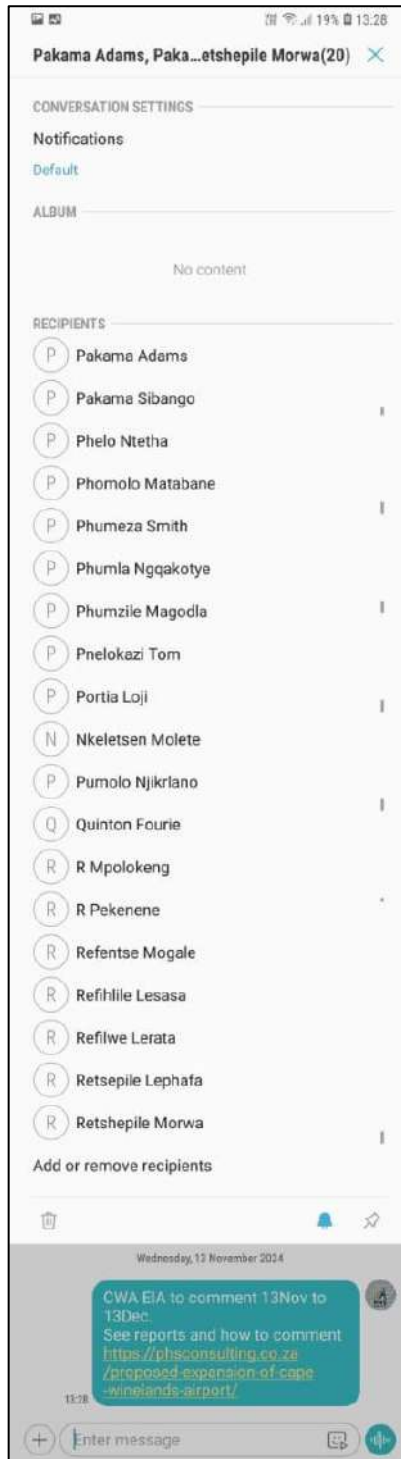 19% 13:28
Pakama Adams, Paka...etshepile Morwa(20)
CONVERSATION SETTINGS
Notifications
Default
ALBUM
No content
RECIPIENTS
P Pakama Adams
P Pakama Sibango
P Phelo Ntetha
P Phomolo Matabane
P Phumeza Smith
P Phumla Ngqakotye
P Phumzile Magodla
P Pnelokazi Tom
P Portia Loji
N Nkeletsen Molete
P Pumolo Njikrlano
Q Quinton Fourie
R R Mpolokeng
R R Pekenene
R Refentse Mogale
R Refihlile Lesasa
R Refilwe Lerata
R Retsepile Lephafa
R Retshepile Morwa
Add or remove recipients
Wednesday, 13 November 2024
CWA EIA to comment 13Nov to
13Dec.
See reports and how to comment
https://phsconsulting.co.za
/proposed-expansion-of-cape
-winelands-airport/
13:28
Enter message